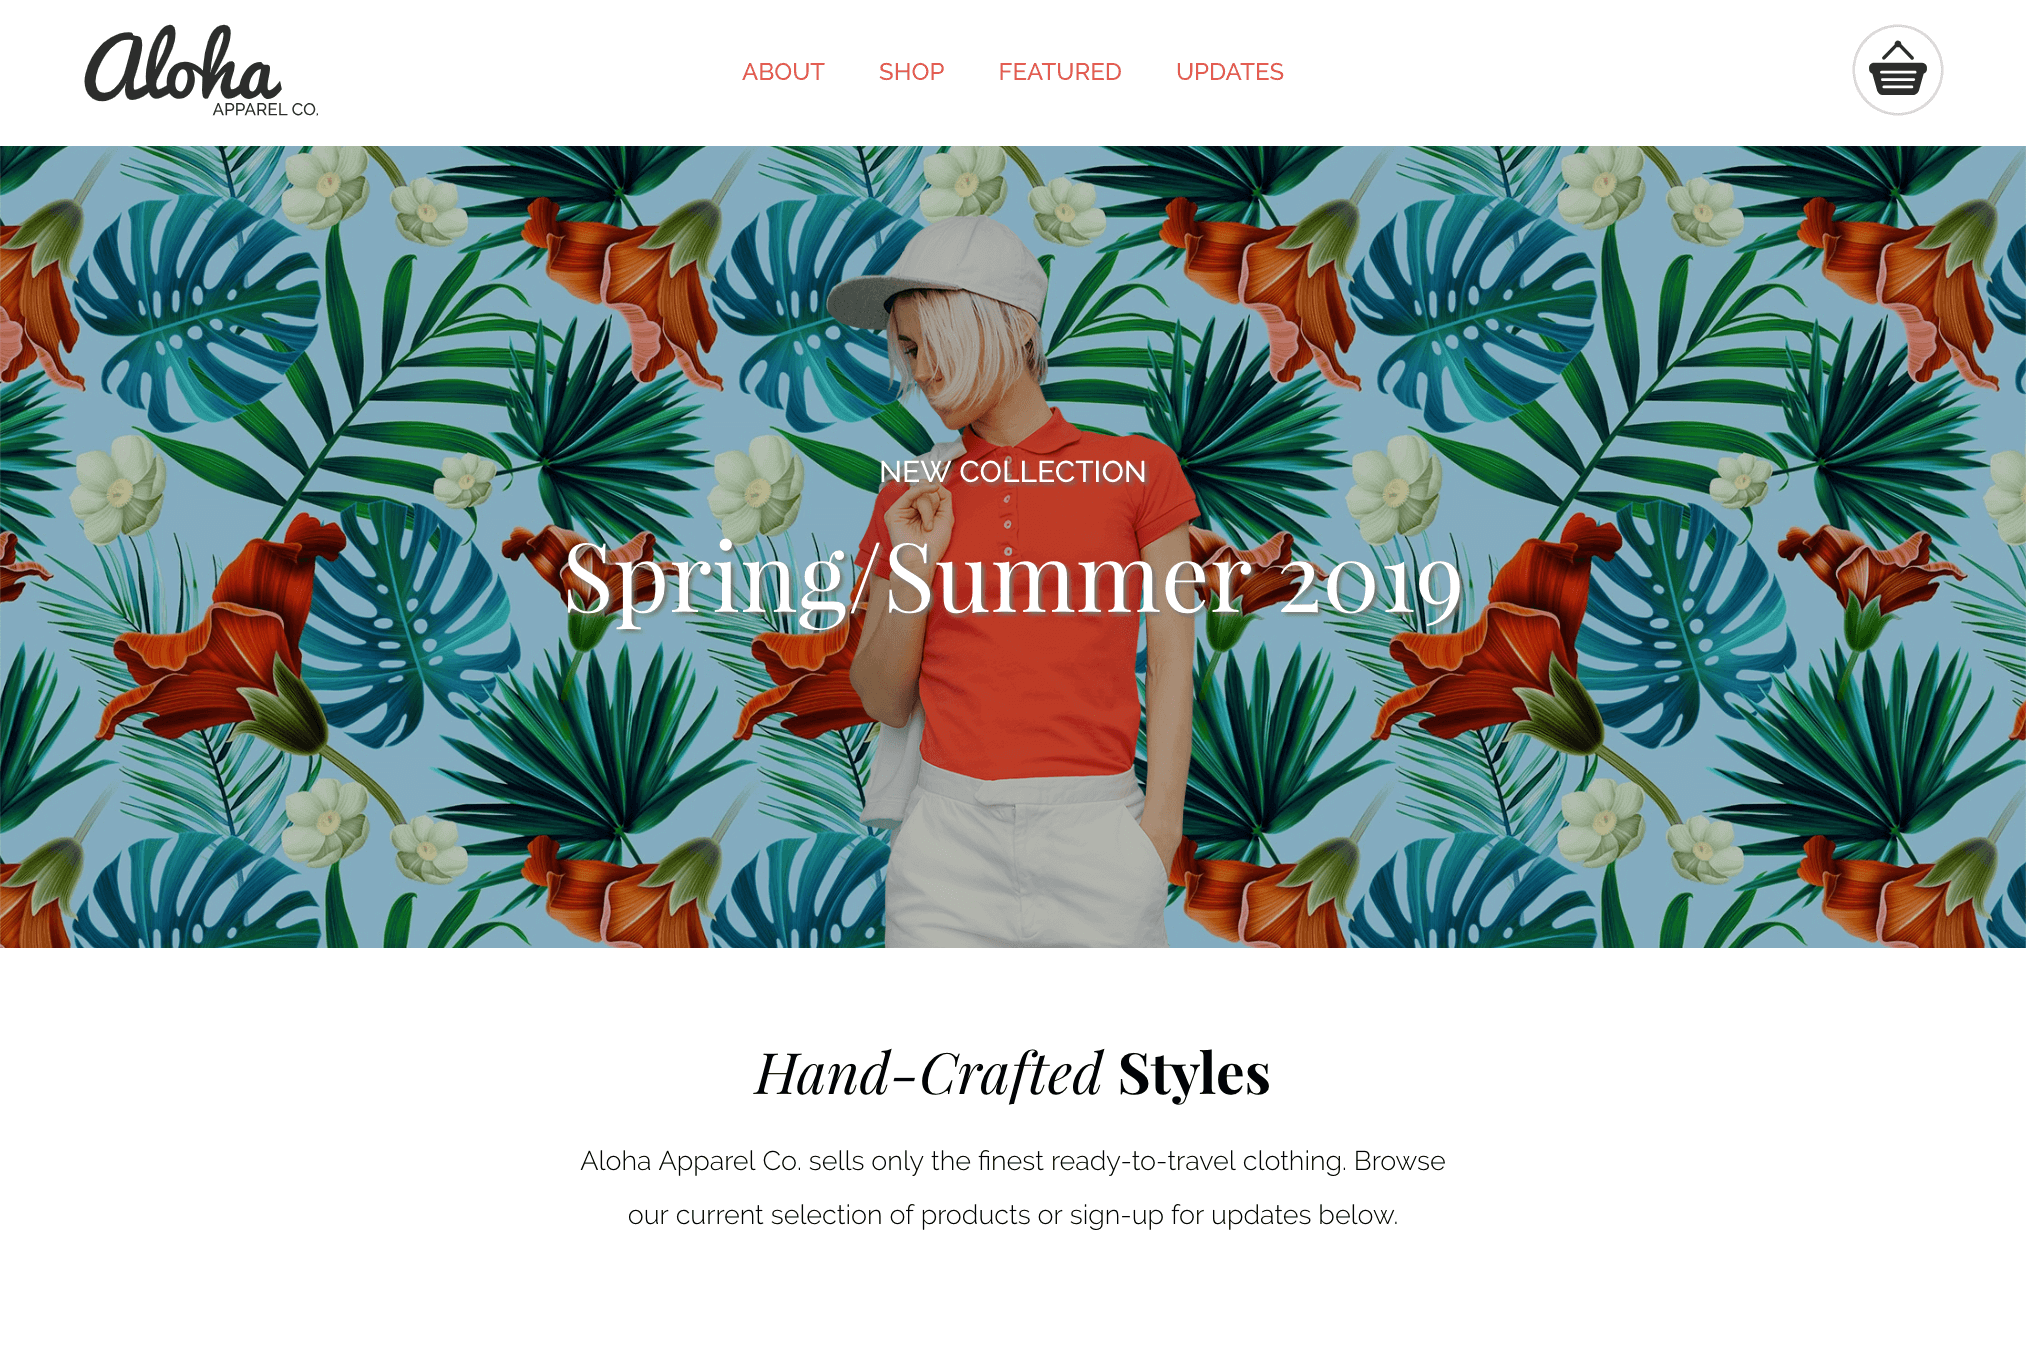 Aloha
APPAREL CO.
ABOUT
SHOP
FEATURED
UPDATES
NEW COLLECTION
Spring/Summer 2019
Hand-Crafted Styles
Aloha Apparel Co. sells only the finest ready-to-travel clothing. Browse
our current selection of products or sign-up for updates below.